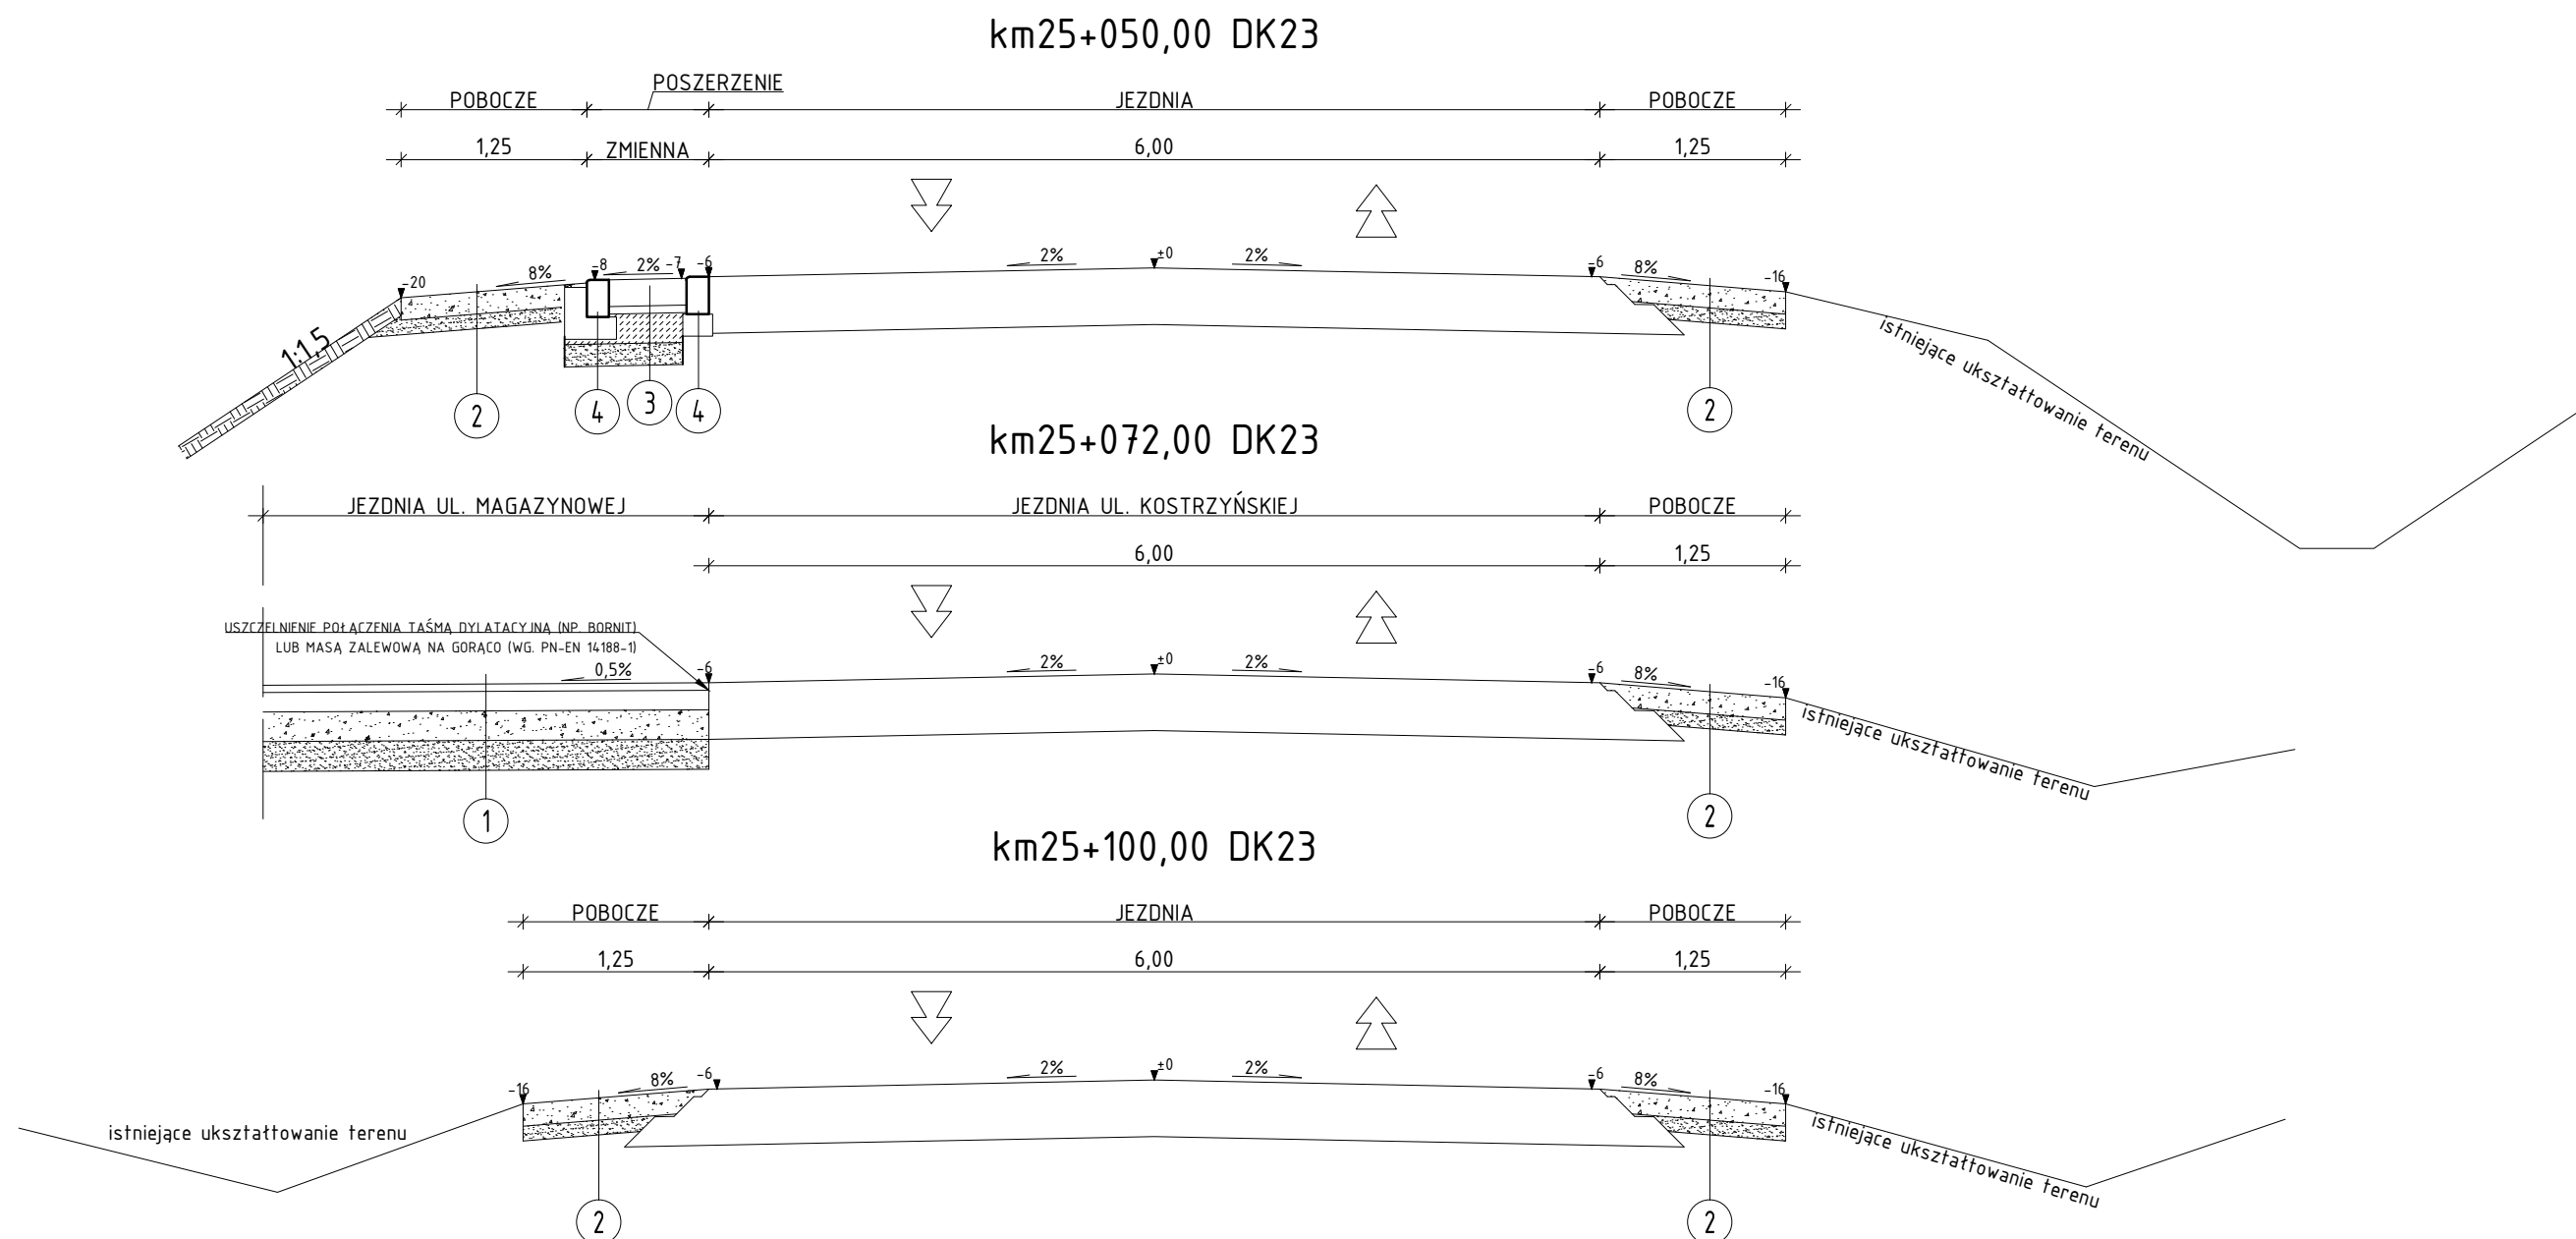 km25+050,00 DK23
POSZERZENIE
POBOCZE JEZDNIA POBOCZE
1,25 ZMIENNA 6,00 1,25
-20 8% -8 2% -7 -6 2% ±0 2% -6 8% -16
1:1,5
istniejące ukształtowanie terenu
2 4 3 4 2
km25+072,00 DK23
JEZDNIA UL. MAGAZYNOWEJ JEZDNIA UL. KOSTRZYŃSKIEJ POBOCZE
6,00 1,25
USZCZELNIENIE POŁĄCZENIA TAŚMĄ DYLATACYJNĄ (NP. BORNIT)
LUB MASĄ ZALEWOWĄ NA GORĄCO (WG. PN-EN 14188-1)
0,5% -6 2% ±0 2% -6 8% -16
istniejące ukształtowanie terenu
1 2
km25+100,00 DK23
POBOCZE JEZDNIA POBOCZE
1,25 6,00 1,25
-16 8% -6 2% ±0 2% -6 8% -16
istniejące ukształtowanie terenu istniejące ukształtowanie terenu
2 2